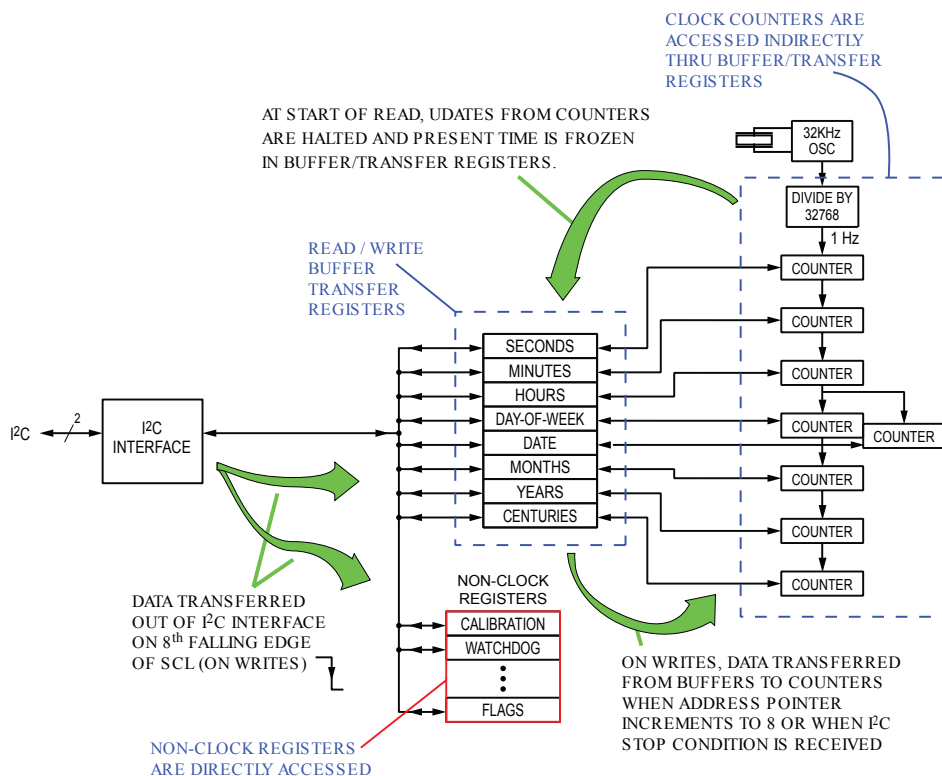 CLOCK COUNTERS ARE
ACCESSED INDIRECTLY
THRU BUFFER/TRANSFER
REGISTERS
AT START OF READ, UDATES FROM COUNTERS
ARE HALTED AND PRESENT TIME IS FROZEN
IN BUFFER/TRANSFER REGISTERS.
32KHz
OSC
DIVIDE BY
32768
1 Hz
READ / WRITE
BUFFER
TRANSFER
REGISTERS
COUNTER
COUNTER
COUNTER
COUNTER
COUNTER
COUNTER
COUNTER
COUNTER
SECONDS
MINUTES
HOURS
DAY-OF-WEEK
DATE
MONTHS
YEARS
CENTURIES
I²C
2
I²C
INTERFACE
DATA TRANSFERRED
OUT OF I²C INTERFACE
ON 8th FALLING EDGE
OF SCL (ON WRITES)
NON-CLOCK
REGISTERS
CALIBRATION
WATCHDOG
FLAGS
ON WRITES, DATA TRANSFERRED
FROM BUFFERS TO COUNTERS
WHEN ADDRESS POINTER
INCREMENTS TO 8 OR WHEN I²C
STOP CONDITION IS RECEIVED
NON-CLOCK REGISTERS
ARE DIRECTLY ACCESSED